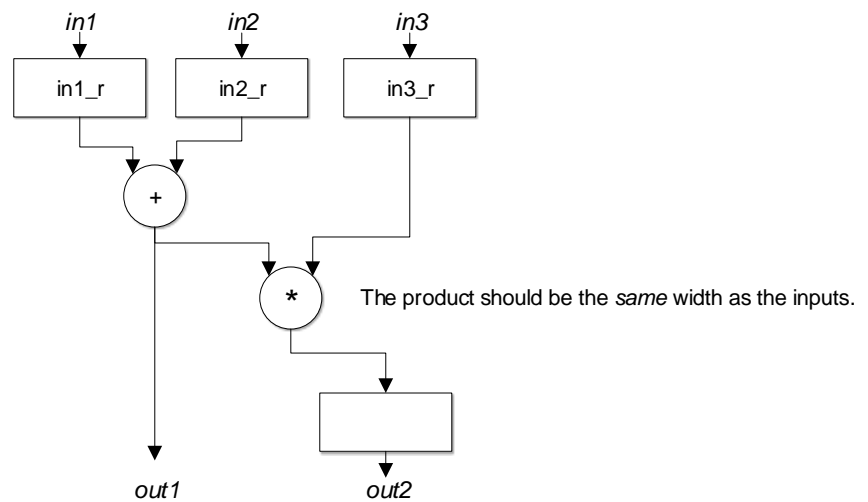 in1 in2 in3
in1_r in2_r in3_r
+
*
The product should be the same width as the inputs.
out1 out2